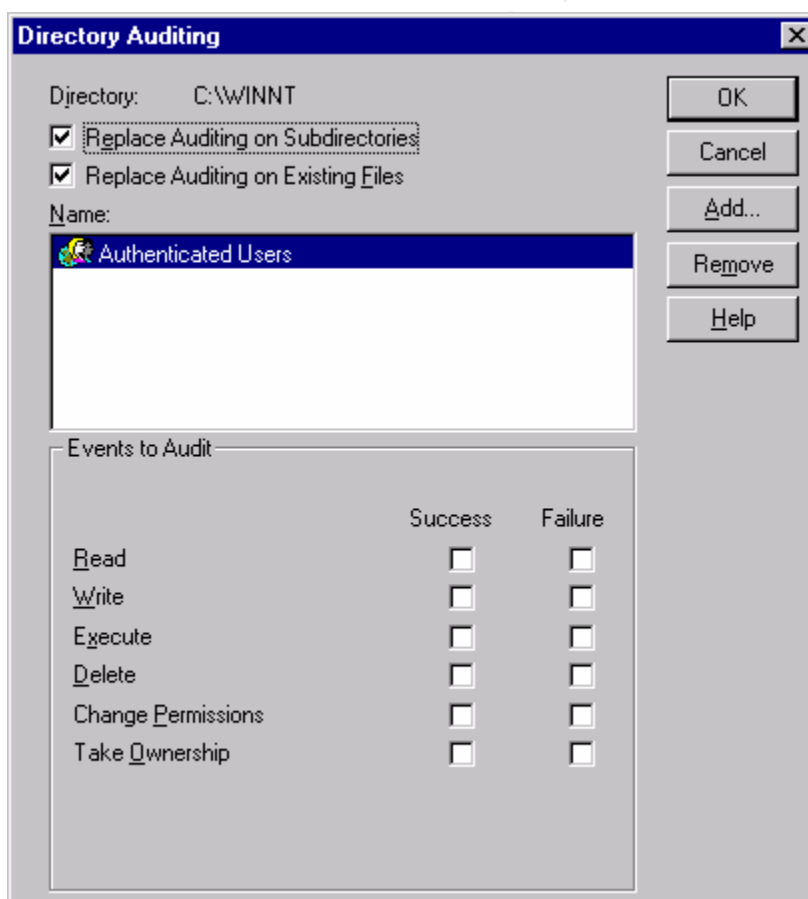 Directory Auditing
Directory: C:\WINNT
OK
Replace Auditing on Subdirectories
Cancel
Replace Auditing on Existing Files
Add...
Name:
Authenticated Users
Remove
Help
Events to Audit
Success Failure
Read
Write
Execute
Delete
Change Permissions
Take Ownership